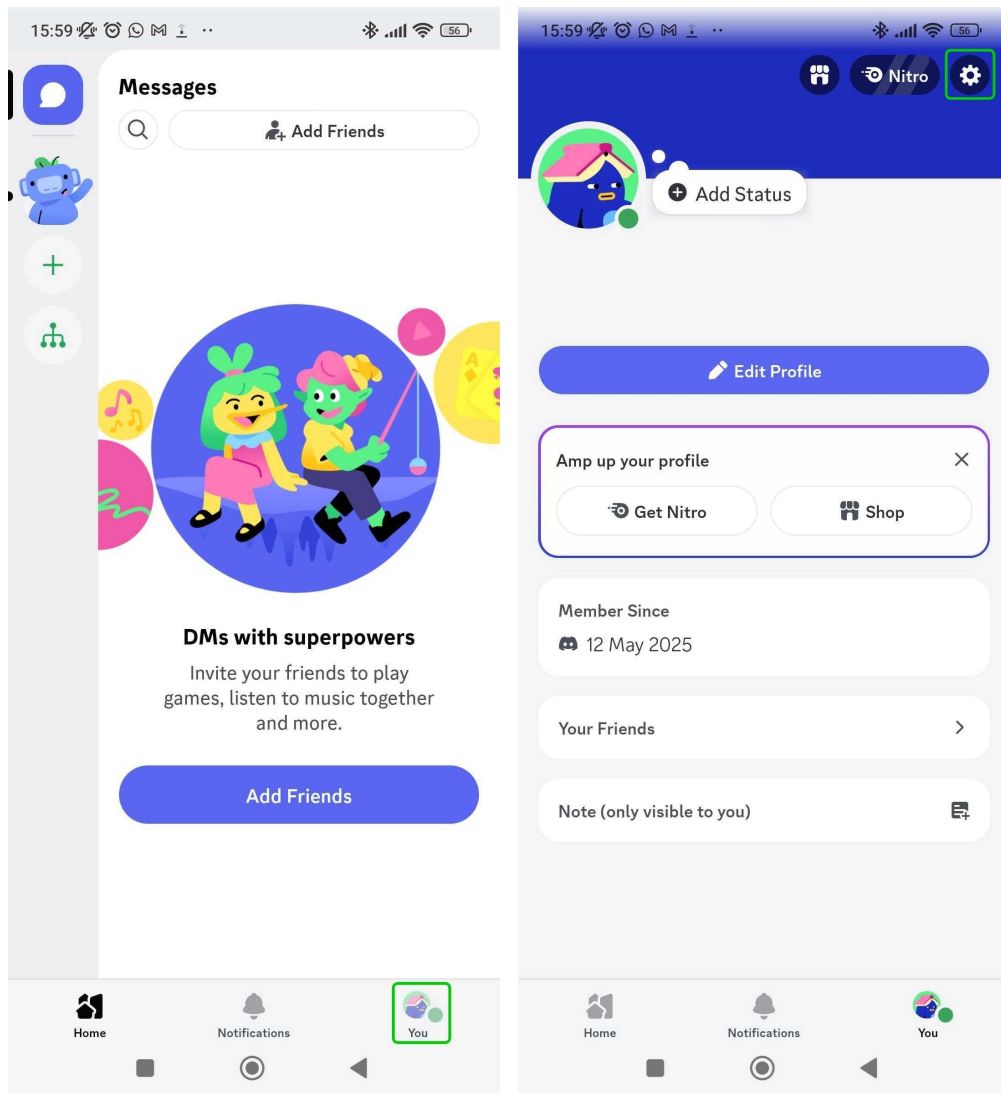 15:59
56
Messages
Add Friends
DMs with superpowers
Invite your friends to play
games, listen to music together
and more.
Add Friends
Home
Notifications
You
15:59
56
Nitro
Add Status
Edit Profile
Amp up your profile
Get Nitro
Shop
Member Since
12 May 2025
Your Friends
Note (only visible to you)
Home
Notifications
You